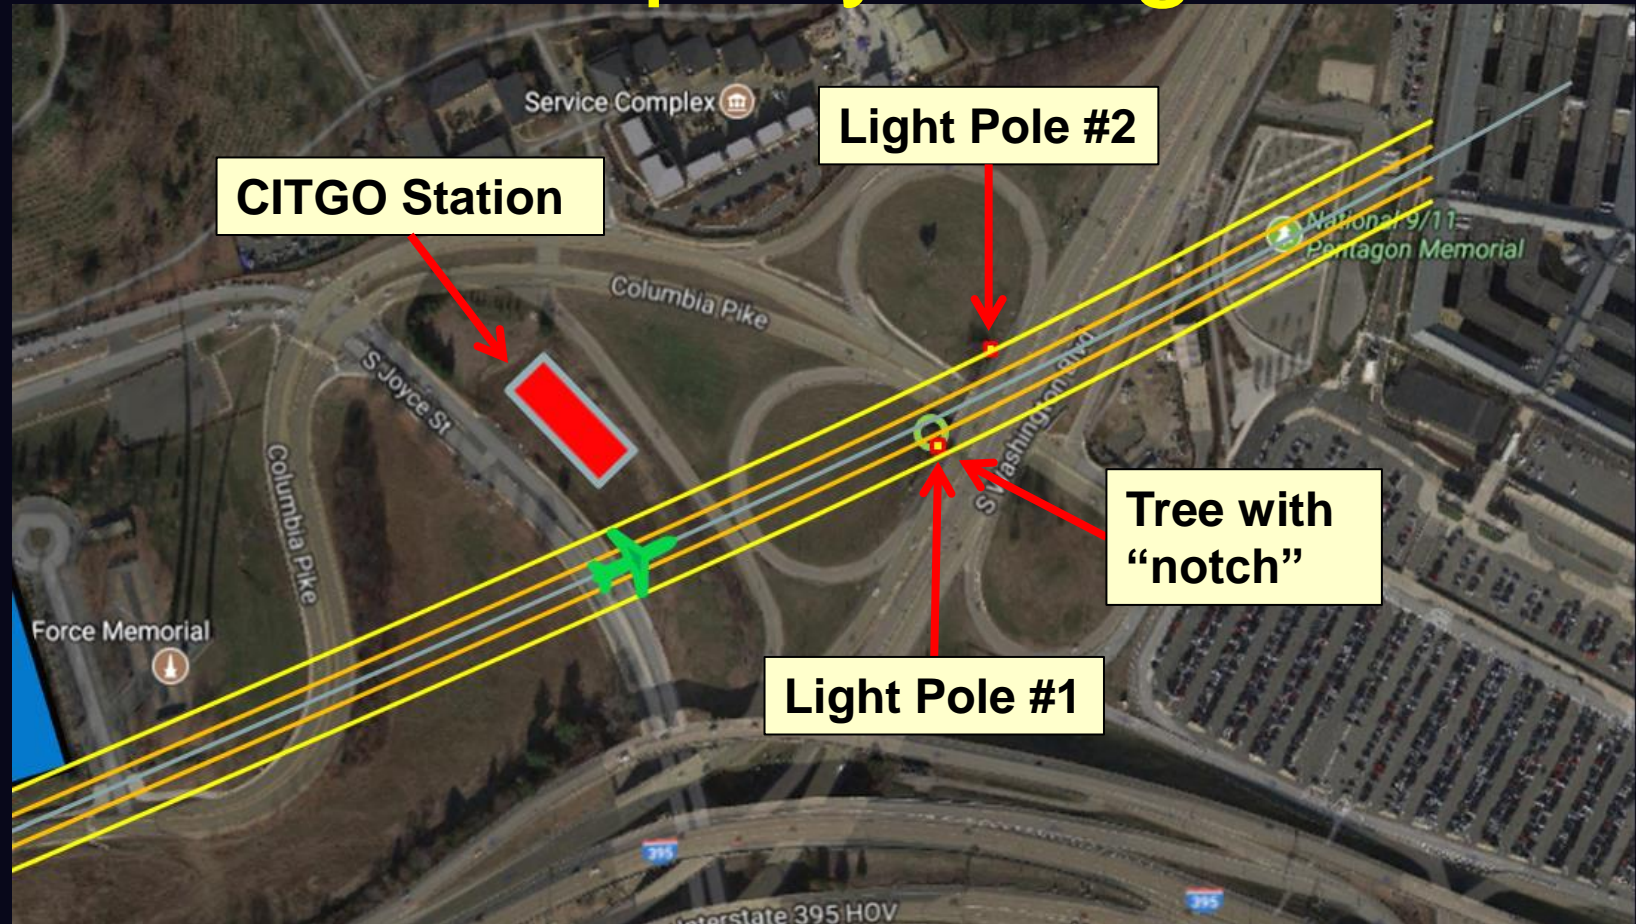 Service Complex
Light Pole #2
CITGO Station
National 9/11
Pentagon Memorial
Columbia Pike
S Joyce St
S Washington Blvd
Columbia Pike
Tree with
“notch”
Force Memorial
Light Pole #1
395
395
Interstate 395 HOV